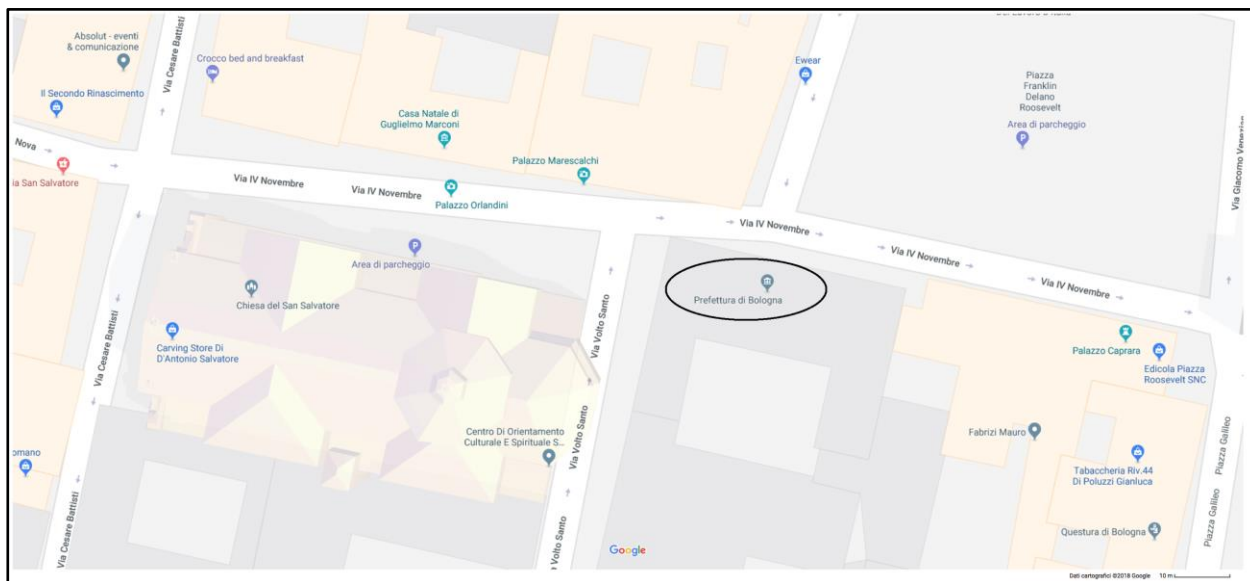 Absolut - eventi
& comunicazione
Via Cesare Battisti
Crocco bed and breakfast
Il Secondo Rinascimento
Ewear
Piazza
Franklin
Delano
Roosevelt
Area di parcheggio
Via Giacomo Venezian
Casa Natale di
Guglielmo Marconi
Nova
ia San Salvatore
Palazzo Marescalchi
Via IV Novembre
Via IV Novembre
Palazzo Orlandini
Via IV Novembre
Via IV Novembre
Via IV Novembre
Area di parcheggio
Chiesa del San Salvatore
Prefettura di Bologna
Via Volto Santo
Via Cesare Battisti
Carving Store Di
D'Antonio Salvatore
Palazzo Caprara
Edicola Piazza
Roosevelt SNC
Centro Di Orientamento
Culturale E Spirituale S...
Via Volto Santo
Fabrizi Mauro
Piazza Galileo
Piazza Galileo
omano
Tabaccheria Riv.44
Di Poluzzi Gianluca
Via Cesare Battisti
Via Volto Santo
Questura di Bologna
Google
Dati cartografici ©2018 Google 10 m